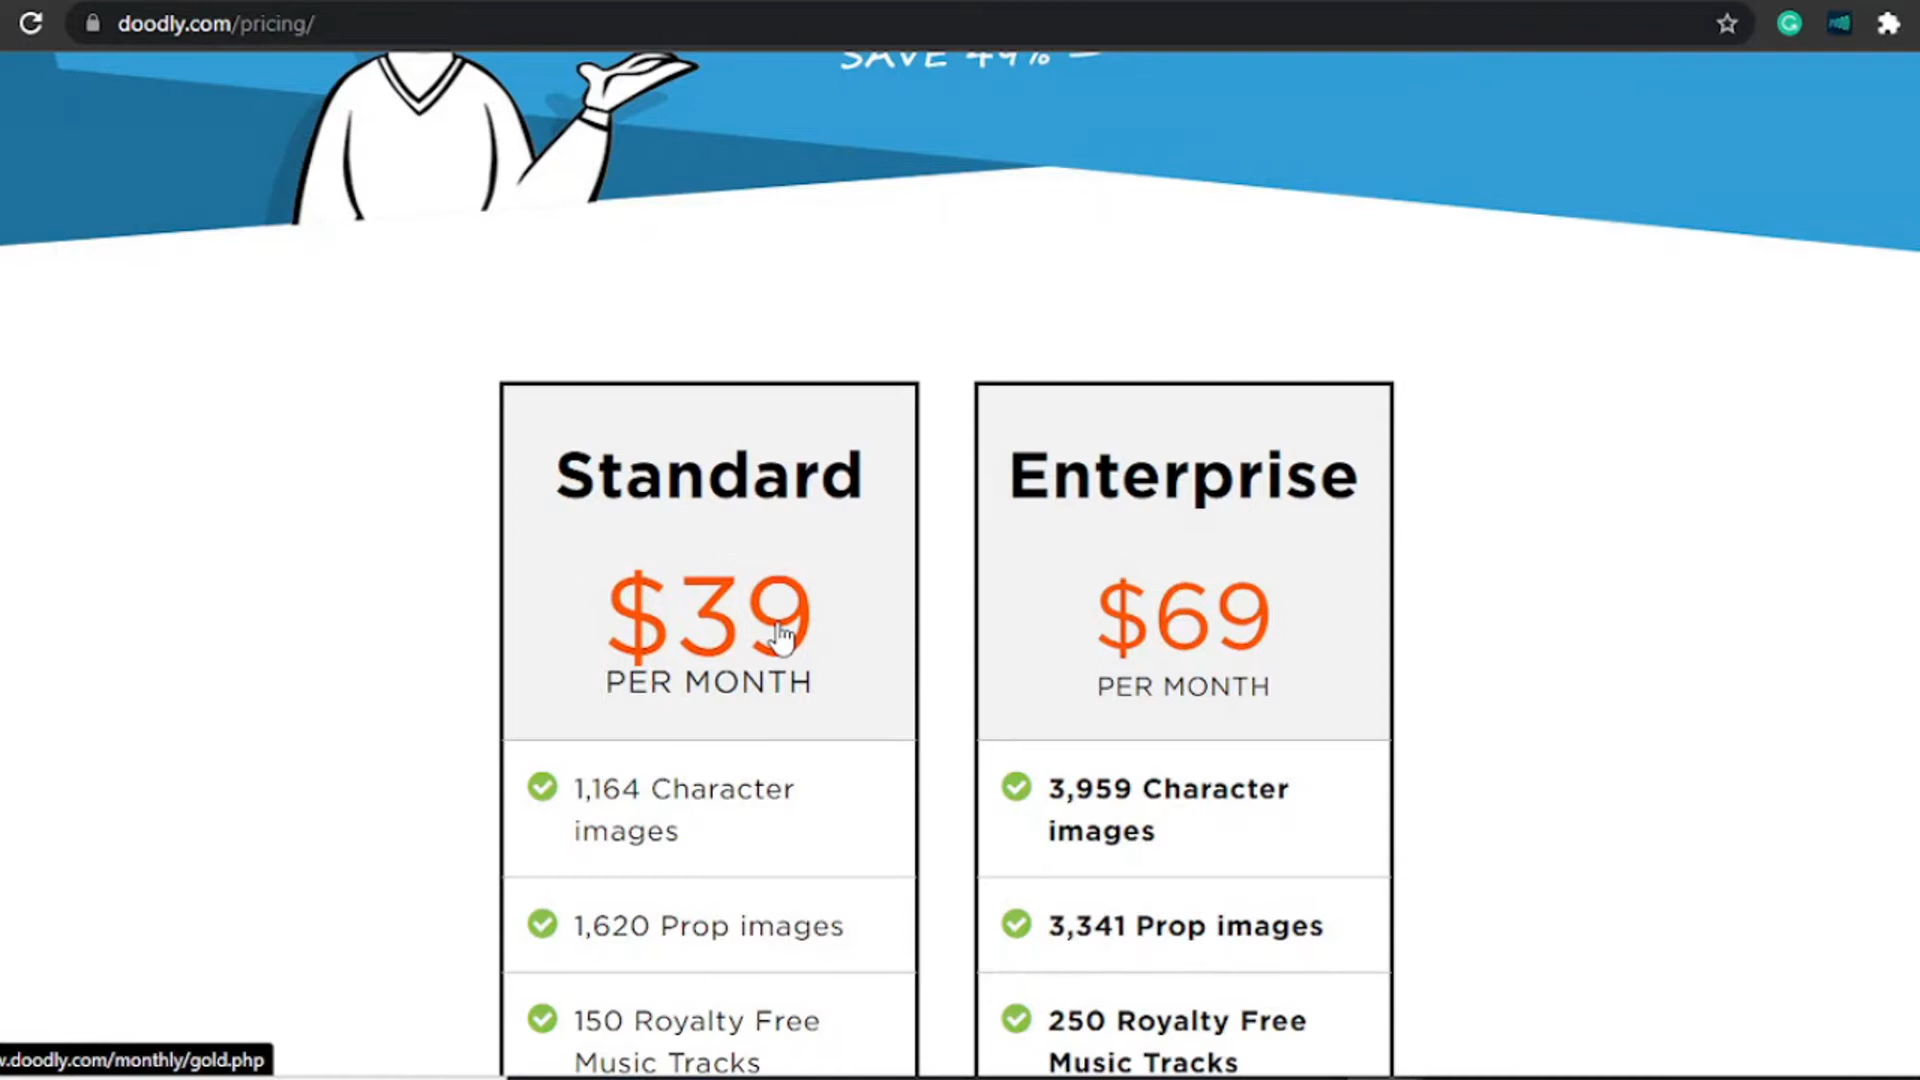 doodly.com/pricing/
SAVE 49%
Standard
$39
PER MONTH
1,164 Character
images
1,620 Prop images
150 Royalty Free
Music Tracks
Enterprise
$69
PER MONTH
3,959 Character
images
3,341 Prop images
250 Royalty Free
Music Tracks
v.doodly.com/monthly/gold.php